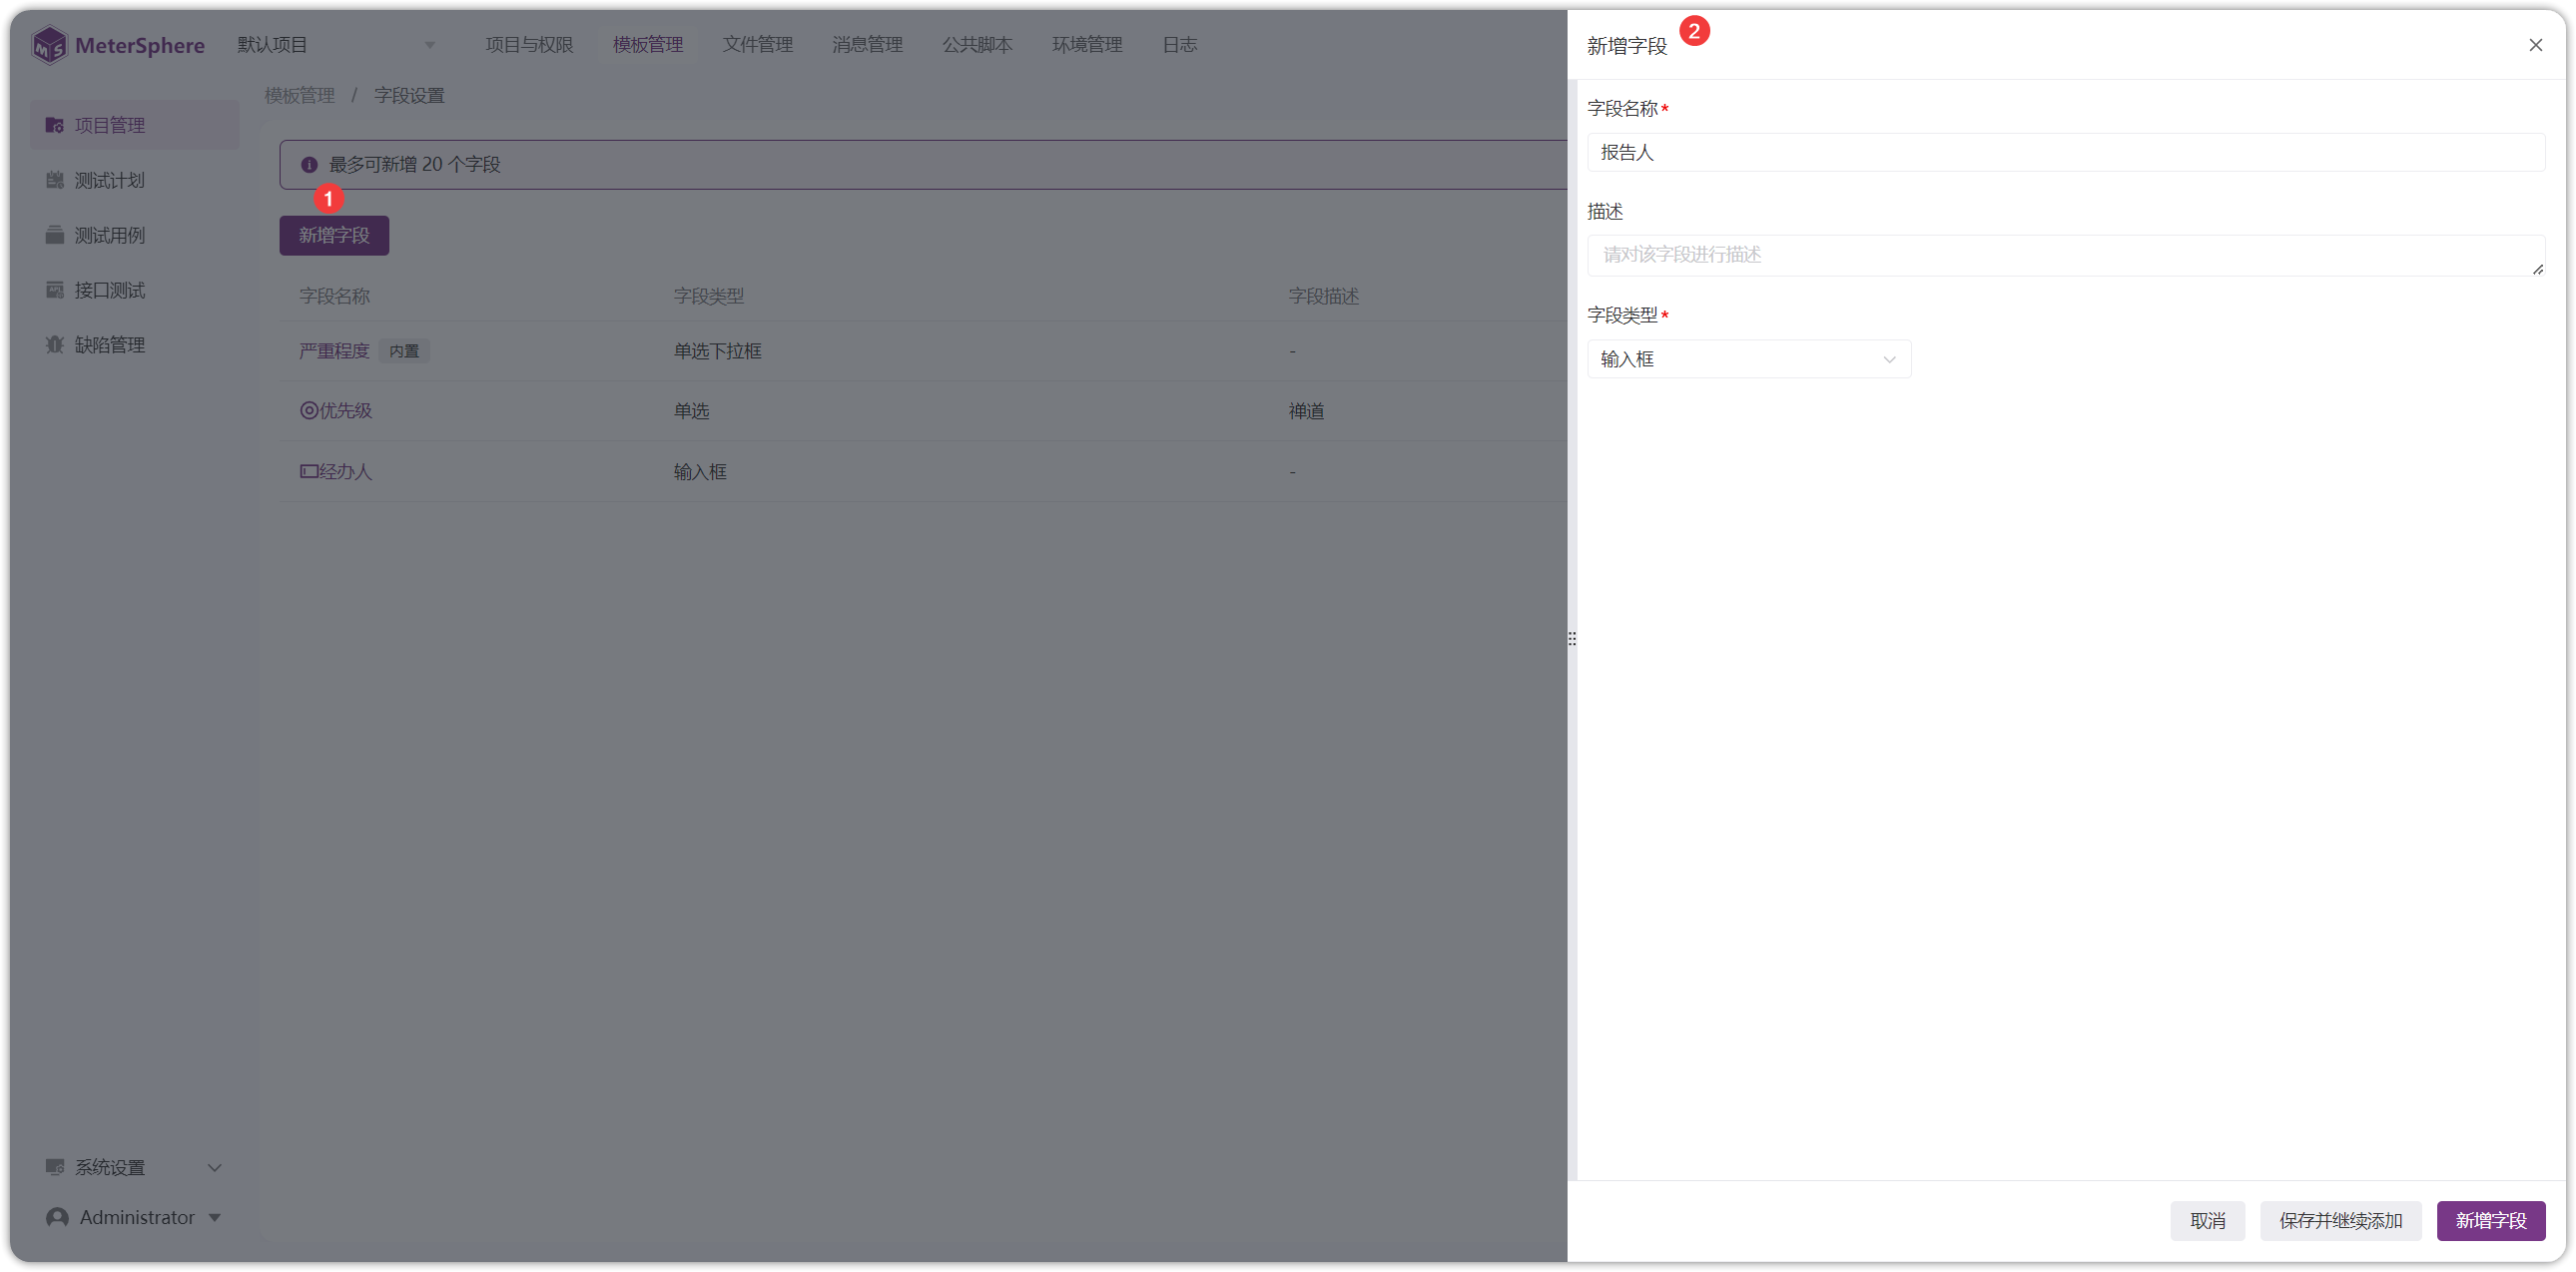 MeterSphere 默认项目 项目与权限 模板管理 文件管理 消息管理 公共脚本 环境管理 日志
模板管理 / 字段设置
项目管理
测试计划
测试用例
接口测试
缺陷管理
最多可新增 20 个字段
1
新增字段
字段名称 字段类型 字段描述
严重程度 内置 单选下拉框 -
优先级 单选 禅道
经办人 输入框 -
系统设置
Administrator
新增字段 2
字段名称*
报告人
描述
请对该字段进行描述
字段类型*
输入框
取消 保存并继续添加 新增字段